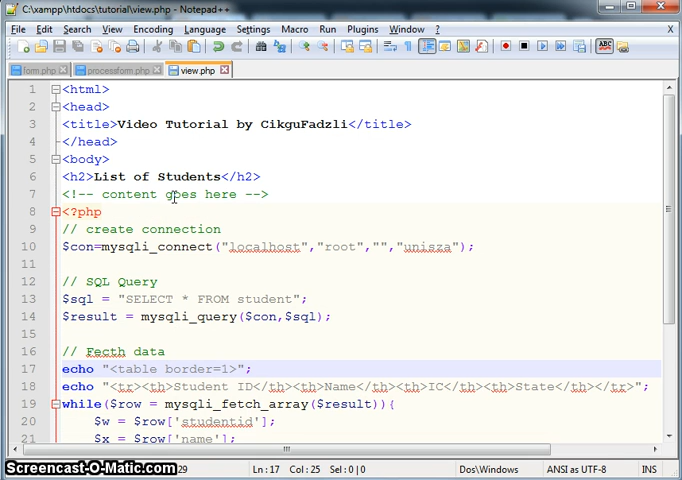 C:\xampp\htdocs\tutorial\view.php - Notepad++
File Edit Search View Encoding Language Settings Macro Run Plugins Window ? X
ABC
form.php processform.php view.php
1 <html>
2 <head>
3 <title>Video Tutorial by CikguFadzli</title>
4 </head>
5 <body>
6 <h2>List of Students</h2>
7 <!-- content goes here -->
8 <?php
9 // create connection
10 $con=mysqli_connect("localhost","root","","unisza");
11
12 // SQL Query
13 $sql = "SELECT * FROM student";
14 $result = mysqli_query($con,$sql);
15
16 // Fecth data
17 echo "<table border=1>";
18 echo "<tr><th>Student ID</th><th>Name</th><th>IC</th><th>State</th></tr>";
19 while($row = mysqli_fetch_array($result)){
20 $w = $row['studentid'];
21 $x = $row['name'];
Screencast-O-Matic.com 29 Ln : 17 Col : 25 Sel : 0 | 0 Dos\Windows ANSI as UTF-8 INS